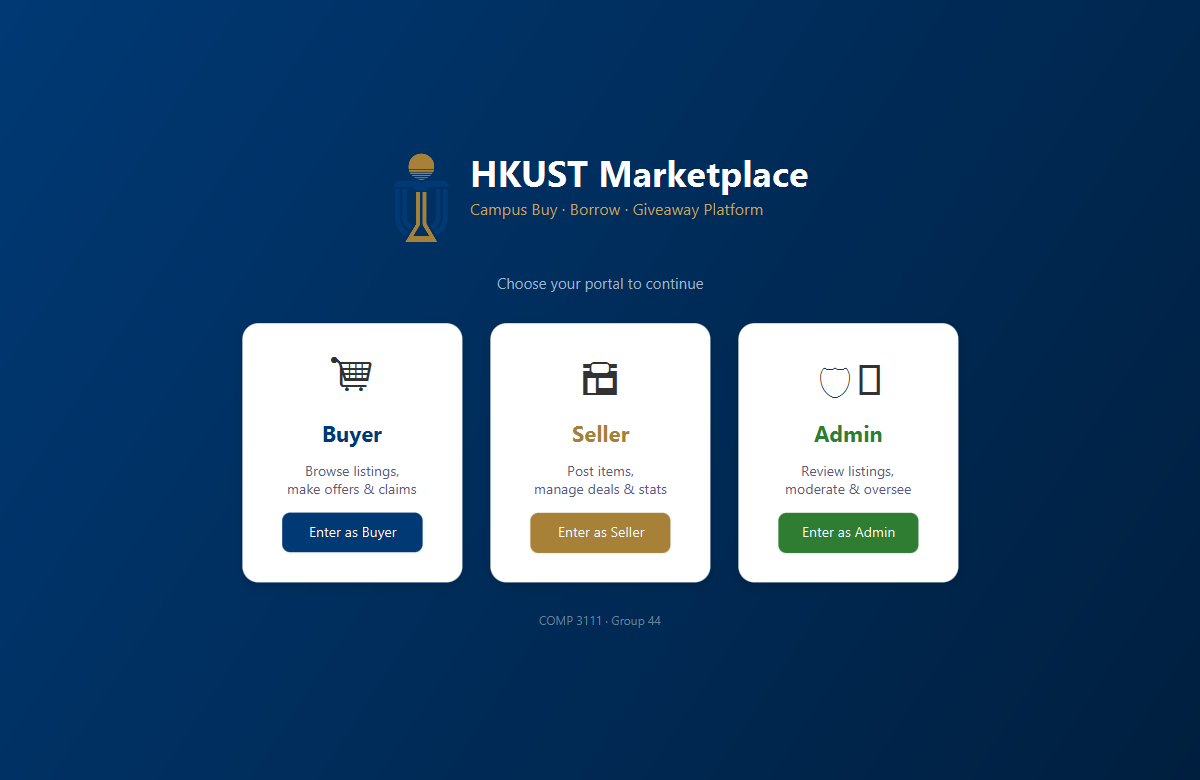 HKUST Marketplace
Campus Buy · Borrow · Giveaway Platform
Choose your portal to continue
Buyer
Browse listings,
make offers & claims
Enter as Buyer
Seller
Post items,
manage deals & stats
Enter as Seller
Admin
Review listings,
moderate & oversee
Enter as Admin
COMP 3111 · Group 44